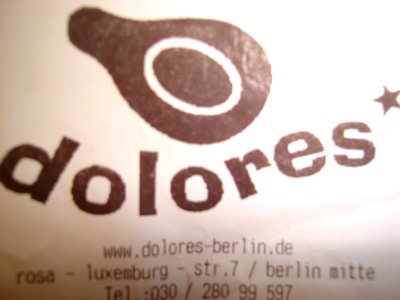 dolores*
www.dolores-berlin.de
rosa - luxemburg - str.7 / berlin mitte
Tel.:030 / 280 99 597